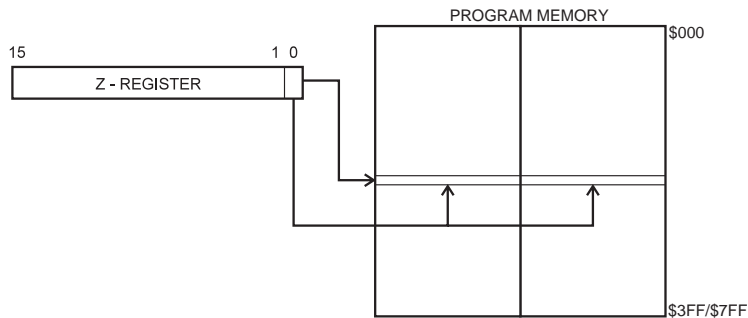 PROGRAM MEMORY
$000
15 1 0
Z - REGISTER
$3FF/$7FF